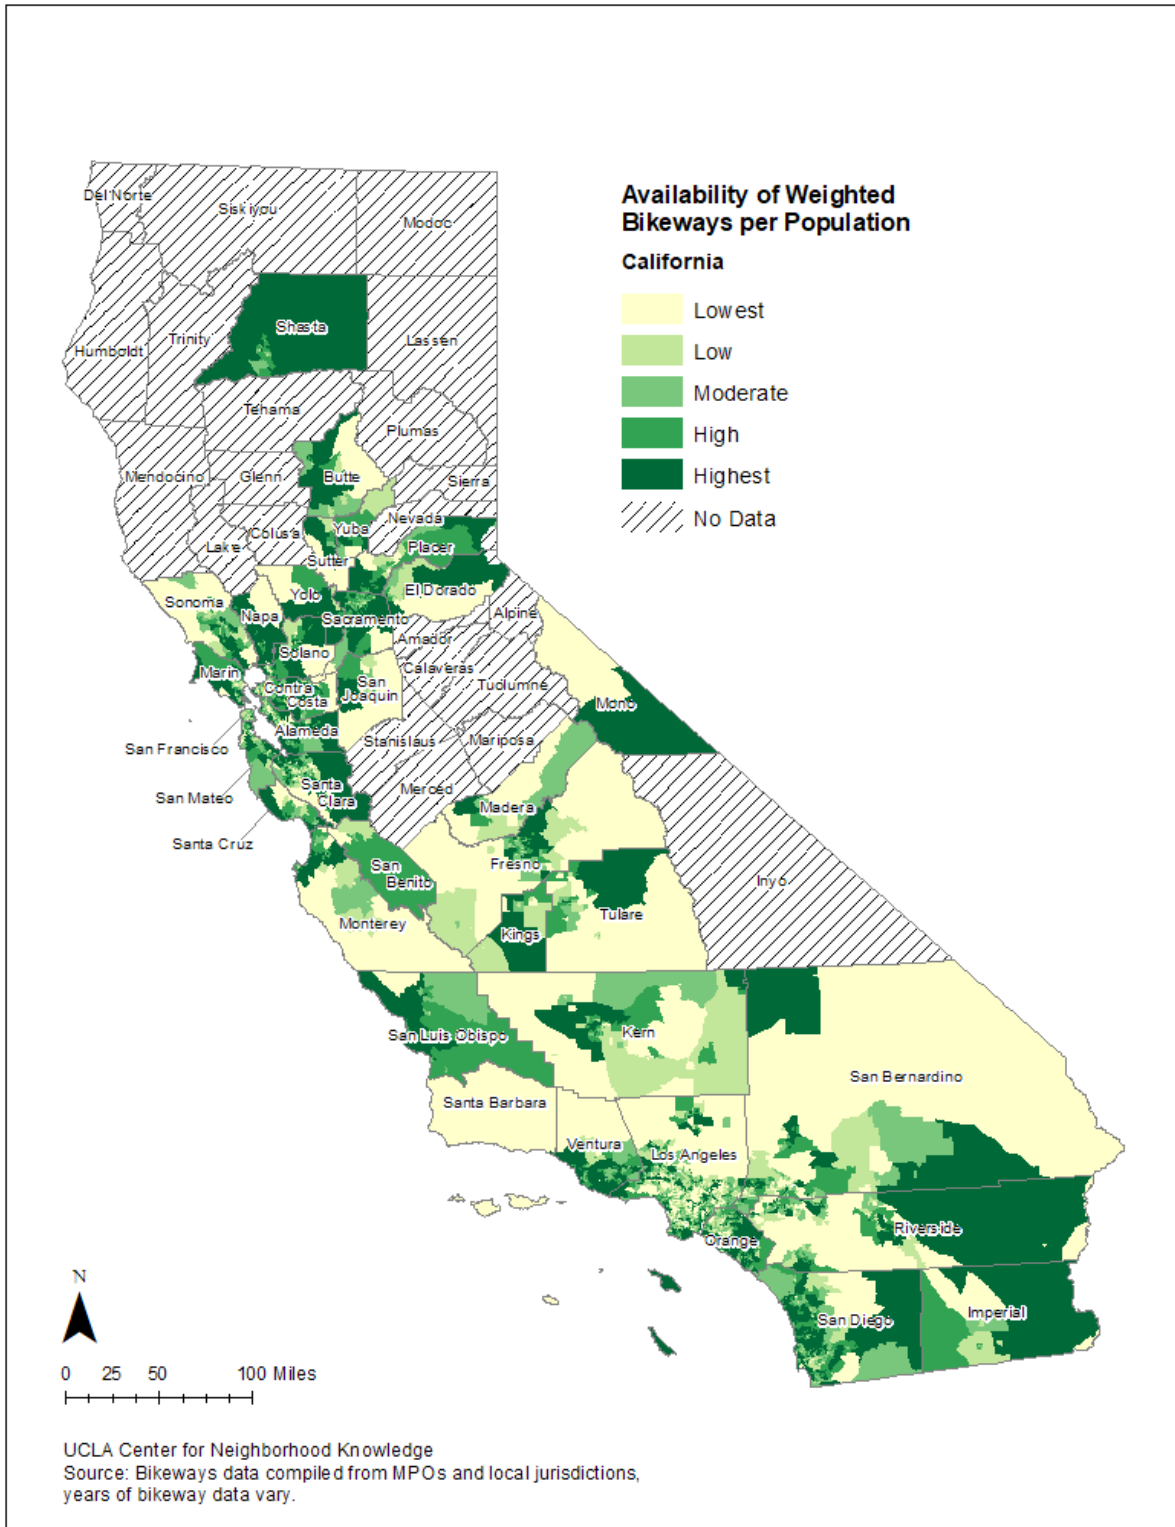 Availability of Weighted
Bikeways per Population
California
Lowest
Low
Moderate
High
Highest
No Data
Del Norte
Siskiyou
Modoc
Shasta
Trinity
Humboldt
Lassen
Tehama
Plumas
Mendocino
Glenn
Butte
Sierra
Nevada
Colusa
Yuba
Lake
Placer
Sutter
El Dorado
Yolo
Sonoma
Napa
Sacramento
Alpine
Amador
Solano
Marin
Calaveras
San
Joaquin
Contra
Costa
Tuolumne
Mono
Alameda
San Francisco
Stanislaus
Mariposa
Santa
Clara
Merced
San Mateo
Madera
Santa Cruz
Fresno
San
Benito
Inyo
Tulare
Monterey
Kings
San Luis Obispo
Kern
San Bernardino
Santa Barbara
Ventura
Los Angeles
Riverside
Orange
San Diego
Imperial
N
0 25 50 100 Miles
UCLA Center for Neighborhood Knowledge
Source: Bikeways data compiled from MPOs and local jurisdictions,
years of bikeway data vary.